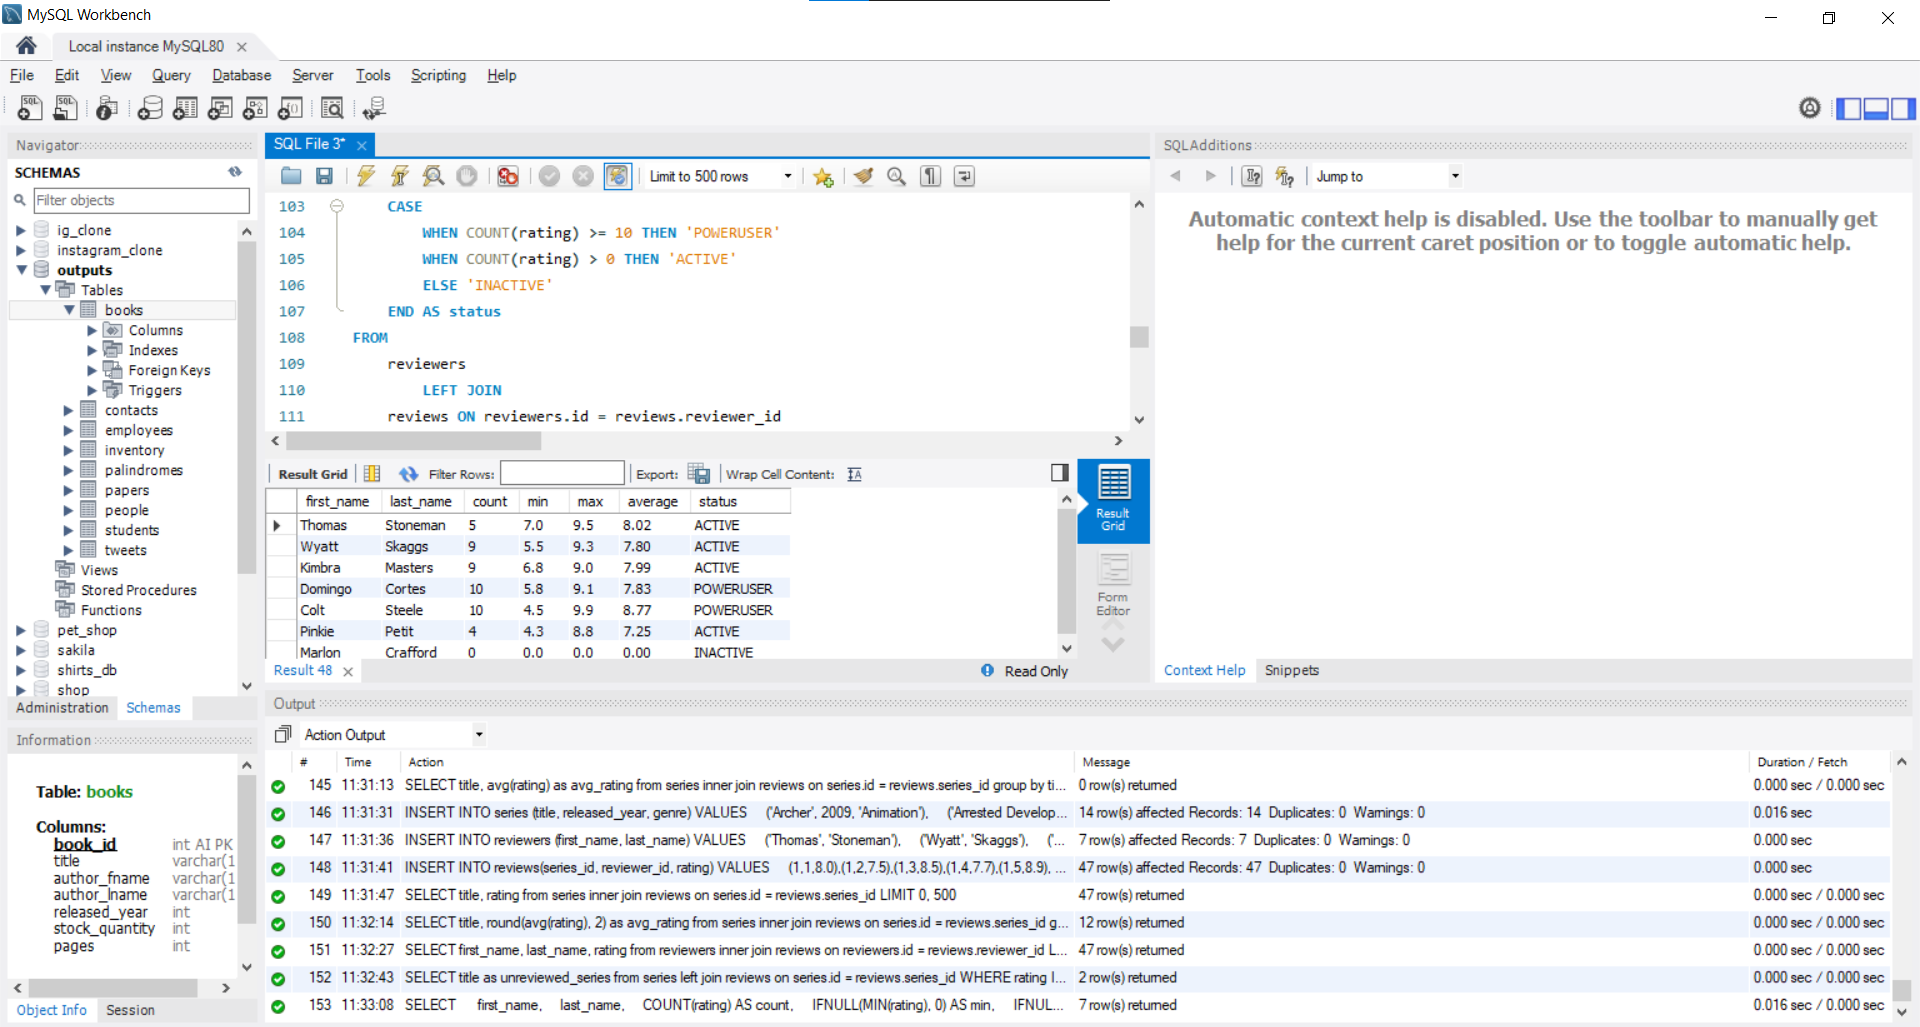 MySQL Workbench
Local instance MySQL80
File Edit View Query Database Server Tools Scripting Help
Navigator
SCHEMAS
Filter objects
ig_clone
instagram_clone
outputs
Tables
books
Columns
Indexes
Foreign Keys
Triggers
contacts
employees
inventory
palindromes
papers
people
students
tweets
Views
Stored Procedures
Functions
pet_shop
sakila
shirts_db
shop
Administration Schemas
Information
Table: books
Columns:
book_id int AI PK
title varchar(1
author_fname varchar(1
author_lname varchar(1
released_year int
stock_quantity int
pages int
Object Info Session
SQL File 3*
Limit to 500 rows
103 CASE
104 WHEN COUNT(rating) >= 10 THEN 'POWERUSER'
105 WHEN COUNT(rating) > 0 THEN 'ACTIVE'
106 ELSE 'INACTIVE'
107 END AS status
108 FROM
109 reviewers
110 LEFT JOIN
111 reviews ON reviewers.id = reviews.reviewer_id
Result Grid Filter Rows: Export: Wrap Cell Content:
first_name last_name count min max average status
Thomas Stoneman 5 7.0 9.5 8.02 ACTIVE
Wyatt Skaggs 9 5.5 9.3 7.80 ACTIVE
Kimbra Masters 9 6.8 9.0 7.99 ACTIVE
Domingo Cortes 10 5.8 9.1 7.83 POWERUSER
Colt Steele 10 4.5 9.9 8.77 POWERUSER
Pinkie Petit 4 4.3 8.8 7.25 ACTIVE
Marlon Crafford 0 0.0 0.0 0.00 INACTIVE
Result
Grid
Form
Editor
Result 48
Read Only
SQLAdditions
Jump to
Automatic context help is disabled. Use the toolbar to manually get
help for the current caret position or to toggle automatic help.
Context Help Snippets
Output
Action Output
# Time Action Message Duration / Fetch
145 11:31:13 SELECT title, avg(rating) as avg_rating from series inner join reviews on series.id = reviews.series_id group by ti... 0 row(s) returned 0.000 sec / 0.000 sec
146 11:31:31 INSERT INTO series (title, released_year, genre) VALUES ('Archer', 2009, 'Animation'), ('Arrested Develop... 14 row(s) affected Records: 14 Duplicates: 0 Warnings: 0 0.016 sec
147 11:31:36 INSERT INTO reviewers (first_name, last_name) VALUES ('Thomas', 'Stoneman'), ('Wyatt', 'Skaggs'), ('... 7 row(s) affected Records: 7 Duplicates: 0 Warnings: 0 0.000 sec
148 11:31:41 INSERT INTO reviews(series_id, reviewer_id, rating) VALUES (1,1,8.0),(1,2,7.5),(1,3,8.5),(1,4,7.7),(1,5,8.9), ... 47 row(s) affected Records: 47 Duplicates: 0 Warnings: 0 0.000 sec
149 11:31:47 SELECT title, rating from series inner join reviews on series.id = reviews.series_id LIMIT 0, 500 47 row(s) returned 0.000 sec / 0.000 sec
150 11:32:14 SELECT title, round(avg(rating), 2) as avg_rating from series inner join reviews on series.id = reviews.series_id g... 12 row(s) returned 0.000 sec / 0.000 sec
151 11:32:27 SELECT first_name, last_name, rating from reviewers inner join reviews on reviewers.id = reviews.reviewer_id L... 47 row(s) returned 0.000 sec / 0.000 sec
152 11:32:43 SELECT title as unreviewed_series from series left join reviews on series.id = reviews.series_id WHERE rating I... 2 row(s) returned 0.000 sec / 0.000 sec
153 11:33:08 SELECT first_name, last_name, COUNT(rating) AS count, IFNULL(MIN(rating), 0) AS min, IFNUL... 7 row(s) returned 0.016 sec / 0.000 sec